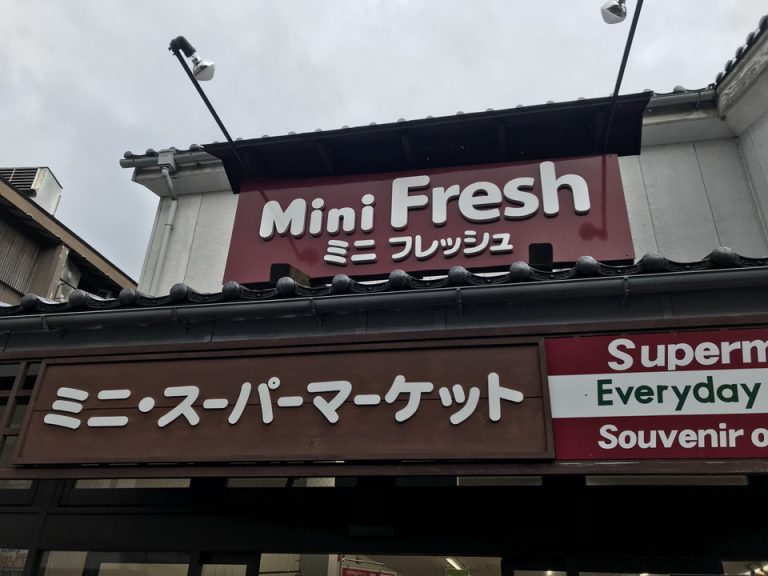 Mini Fresh
ミニ フレッシュ
ミニ・スーパーマーケット
Everyday
Souvenir